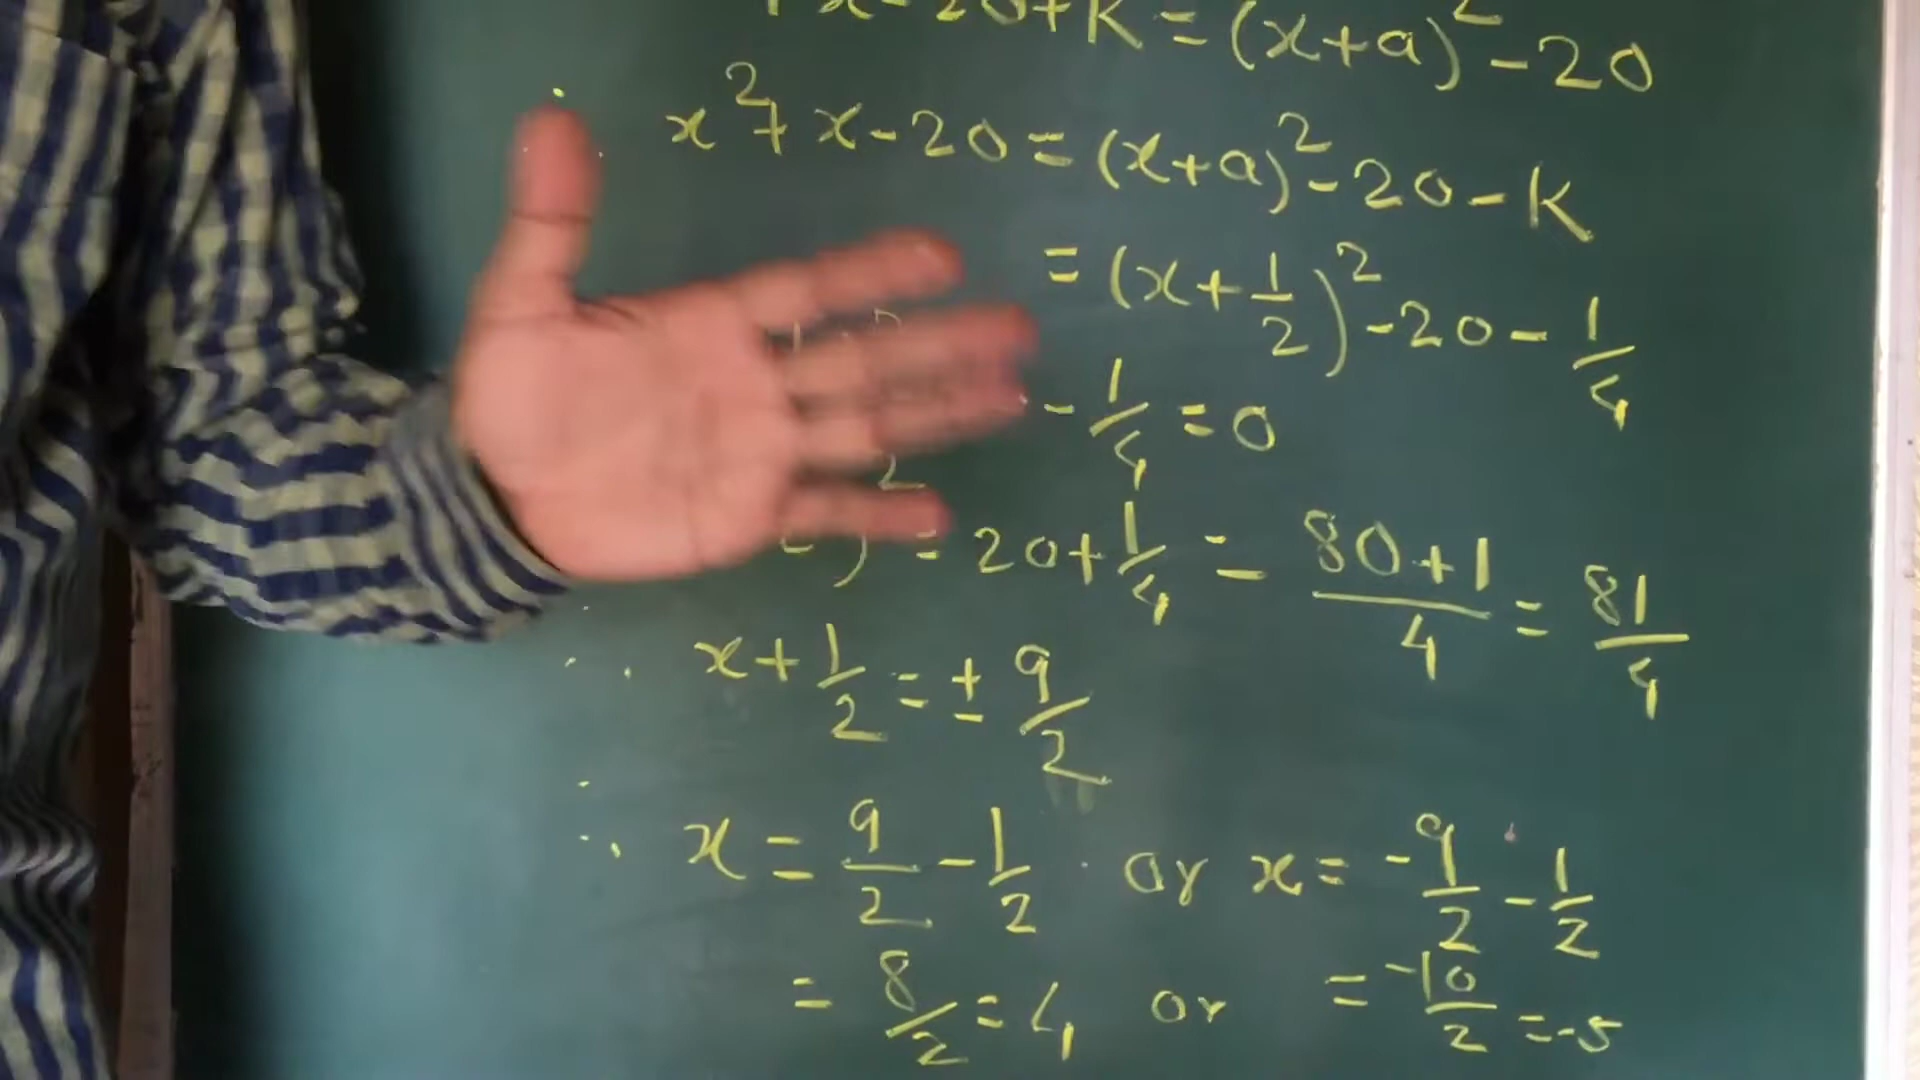 x-20+K=(x+a)²-20
x²+x-20=(x+a)²-20-K
=(x+1/2)²-20-1/4
-1/4=0
)²=20+1/4=80+1/4=81/4
∴ x+1/2=±9/2
∴ x=9/2-1/2 or x=-9/2-1/2
=8/2=4 or =-10/2=-5